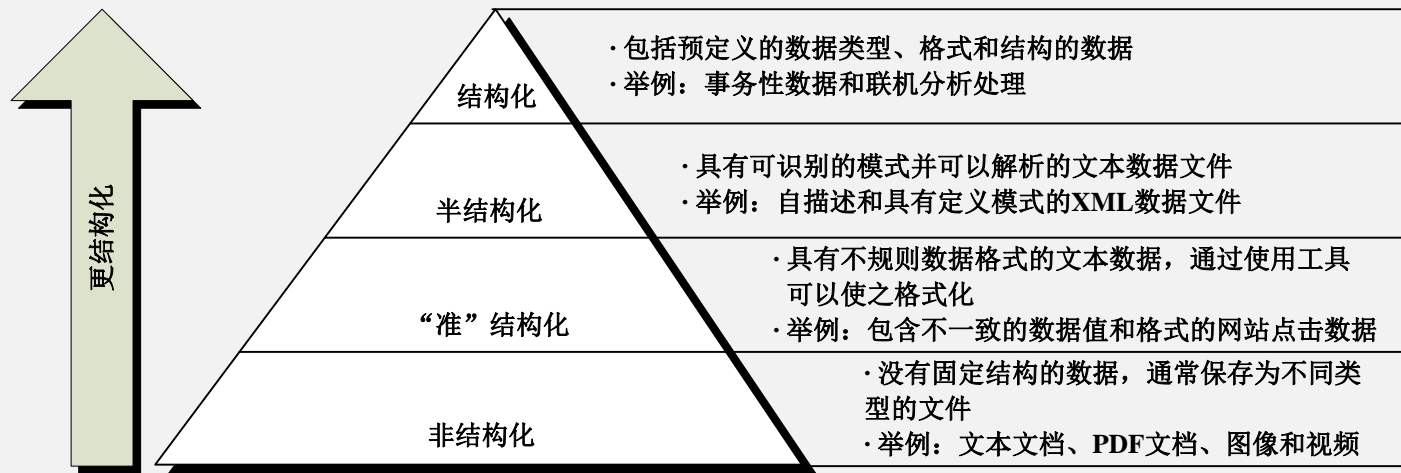 更结构化
结构化
· 包括预定义的数据类型、格式和结构的数据
· 举例：事务性数据和联机分析处理
半结构化
· 具有可识别的模式并可以解析的文本数据文件
· 举例：自描述和具有定义模式的XML数据文件
“准”结构化
· 具有不规则数据格式的文本数据，通过使用工具
可以使之格式化
· 举例：包含不一致的数据值和格式的网站点击数据
非结构化
· 没有固定结构的数据，通常保存为不同类
型的文件
· 举例：文本文档、PDF文档、图像和视频